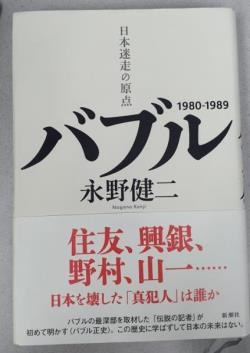 日本迷走の原点
バブル
1980-1989
永野健二
Nagano Kenji
住友、興銀、
野村、山一……
日本を壊した「真犯人」は誰か
新潮社
バブルの最深部を取材した「伝説の記者」が
初めて明かす〈バブル正史〉。この歴史に学ばずして日本の未来はない。